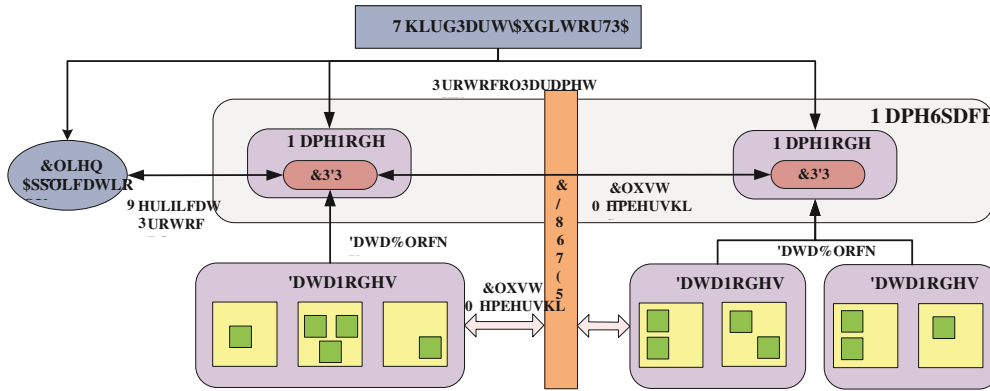 7 KLUG3DUW\$XGLWRU73$
3URWRFRO3DUDPHW
1 DPH6SDFF
1 DPH1RGH
&3'3
1 DPH1RGH
&3'3
&OLHQ
$SSOLFDWLR
9 HULILFDW
3URWRF
&OXVW
0 HPEHUVKL
'DWD%ORFN
'DWD%ORFN
&
/
8
6
7
(
5
'DWD1RGHV
&OXVW
0 HPEHUVKL
'DWD1RGHV
'DWD1RGHV